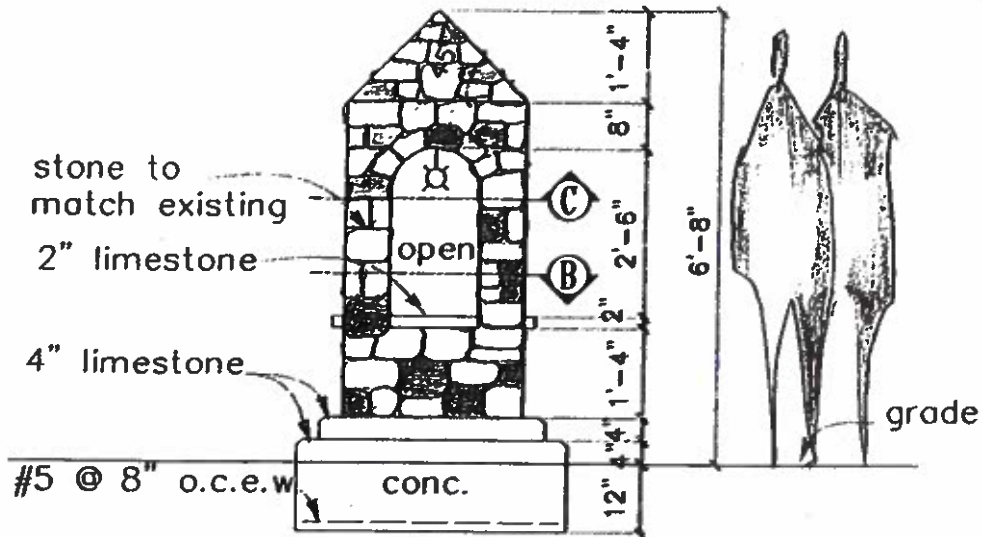 45°
1'-4"
8"
stone to
match existing
C
2'-6"
6'-8"
2" limestone
open
B
2"
4" limestone
1'-4"
grade
4"
4"
#5 @ 8" o.c.e.w
conc.
12"